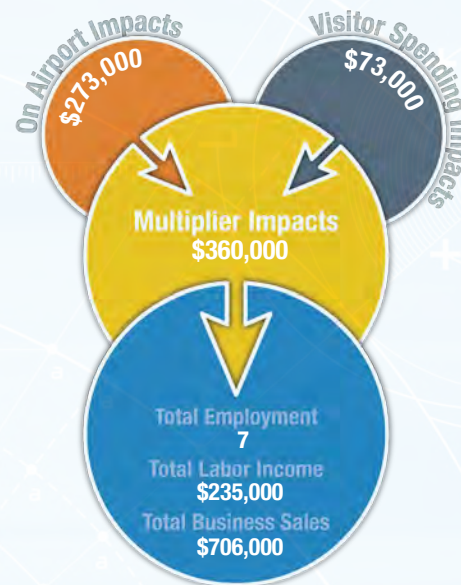 On Airport Impacts
$273,000
Visitor Spending Impacts
$73,000
Multiplier Impacts
$360,000
Total Employment
7
Total Labor Income
$235,000
Total Business Sales
$706,000